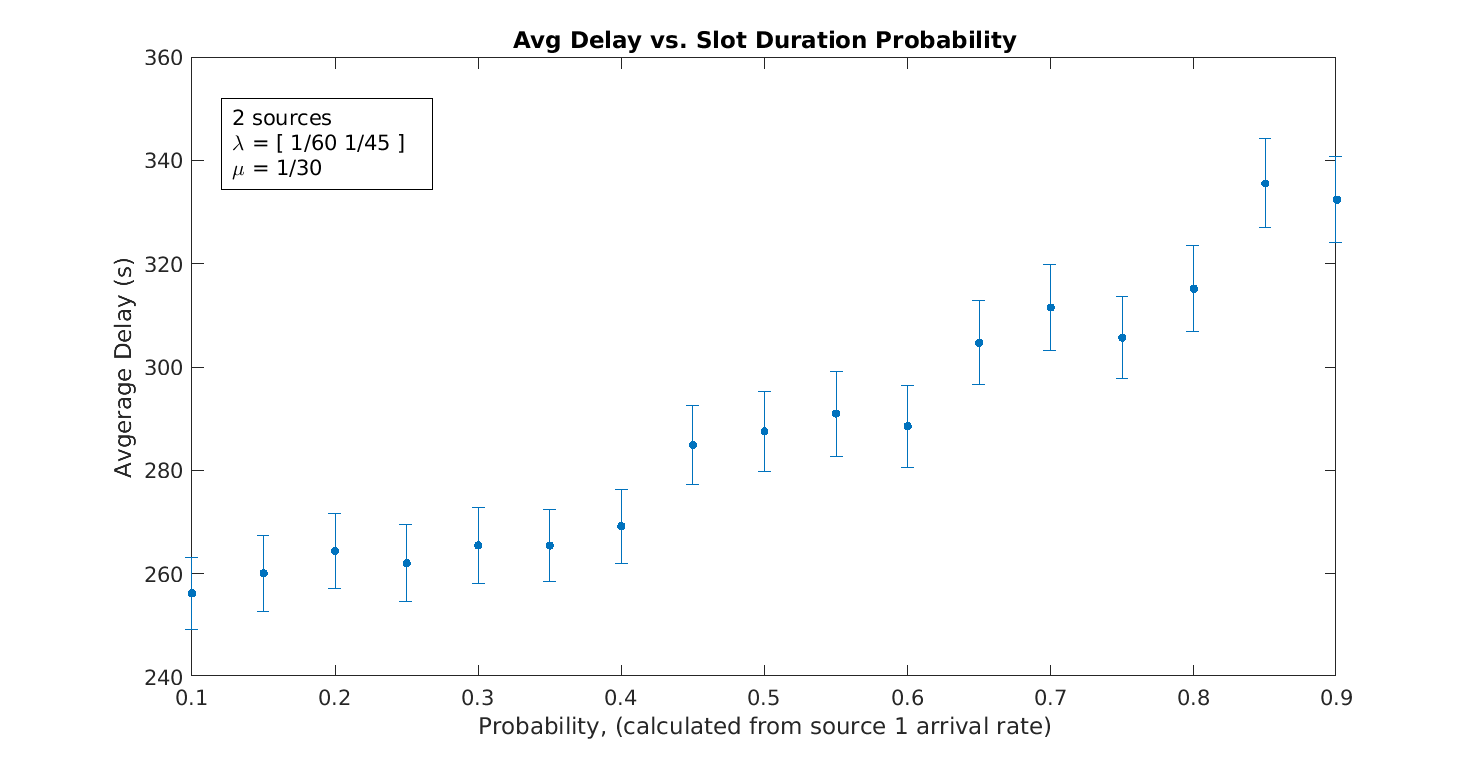 Avg Delay vs. Slot Duration Probability
360
340
320
300
280
260
240
2 sources
λ = [ 1/60 1/45 ]
μ = 1/30
Avgerage Delay (s)
0.1 0.2 0.3 0.4 0.5 0.6 0.7 0.8 0.9
Probability, (calculated from source 1 arrival rate)